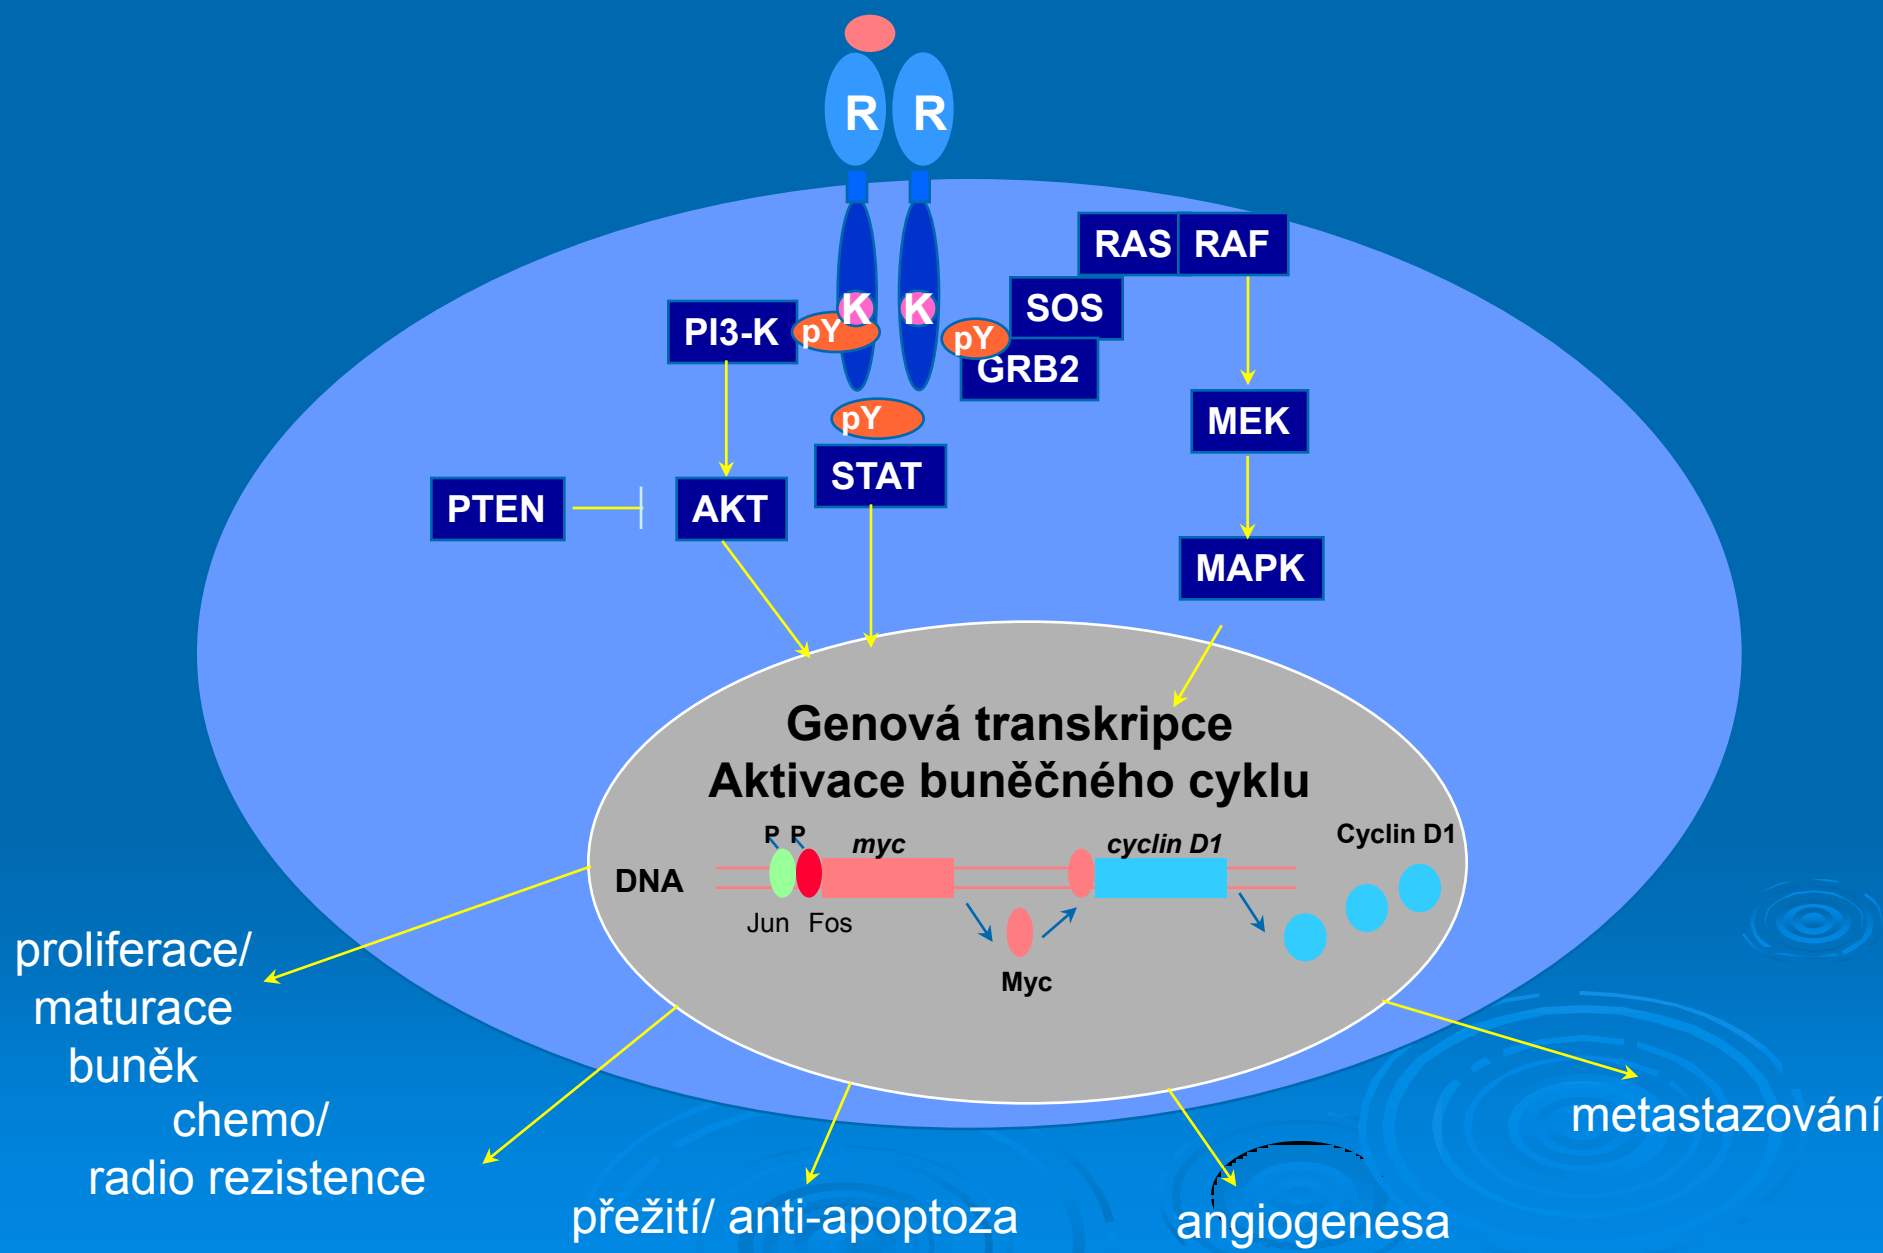 R R
RAS RAF
SOS
K K
PI3-K pY pY
GRB2
pY
MEK
STAT
PTEN AKT
MAPK
Genová transkripce
Aktivace buněčného cyklu
P P myc cyclin D1 Cyclin D1
DNA
Jun Fos
Myc
proliferace/
maturace
buněk
chemo/
radio rezistence
přežití/ anti-apoptoza
angiogenesa
metastazování